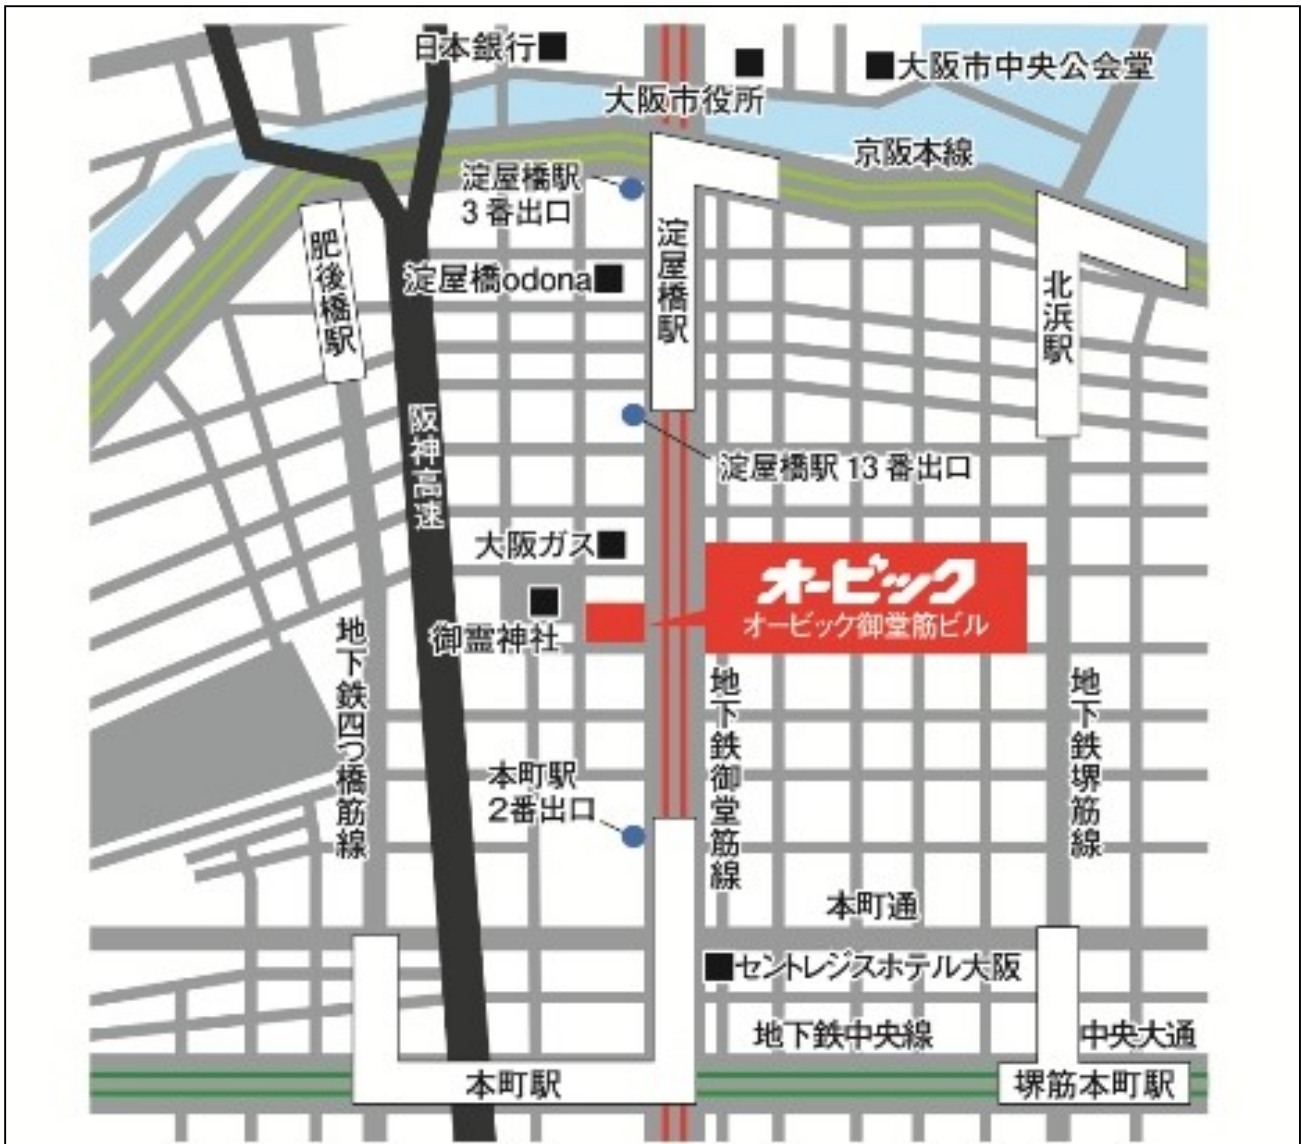 日本銀行
大阪市中央公会堂
大阪市役所
京阪本線
淀屋橋駅
3番出口
淀屋橋駅
肥後橋駅
淀屋橋odona
北浜駅
阪神高速
淀屋橋駅 13番出口
大阪ガス
オービック
オービック御堂筋ビル
御霊神社
地下鉄四つ橋筋線
地下鉄御堂筋線
地下鉄堺筋線
本町駅
2番出口
本町通
セントレジスホテル大阪
地下鉄中央線
中央大通
本町駅
堺筋本町駅